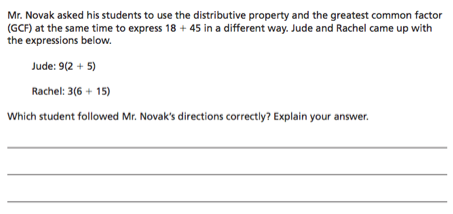 Mr. Novak asked his students to use the distributive property and the greatest common factor
(GCF) at the same time to express 18 + 45 in a different way. Jude and Rachel came up with
the expressions below.
Jude: 9(2 + 5)
Rachel: 3(6 + 15)
Which student followed Mr. Novak's directions correctly? Explain your answer.